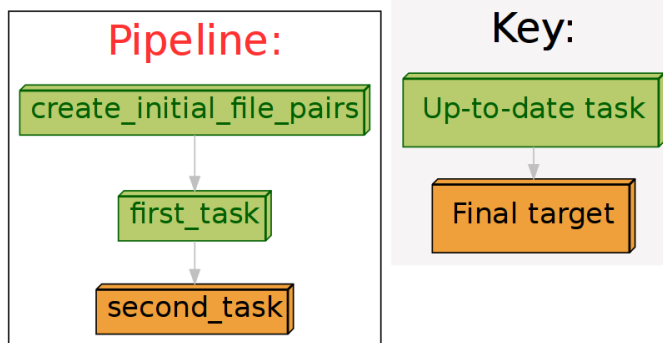 Pipeline:
create_initial_file_pairs
first_task
second_task
Key:
Up-to-date task
Final target